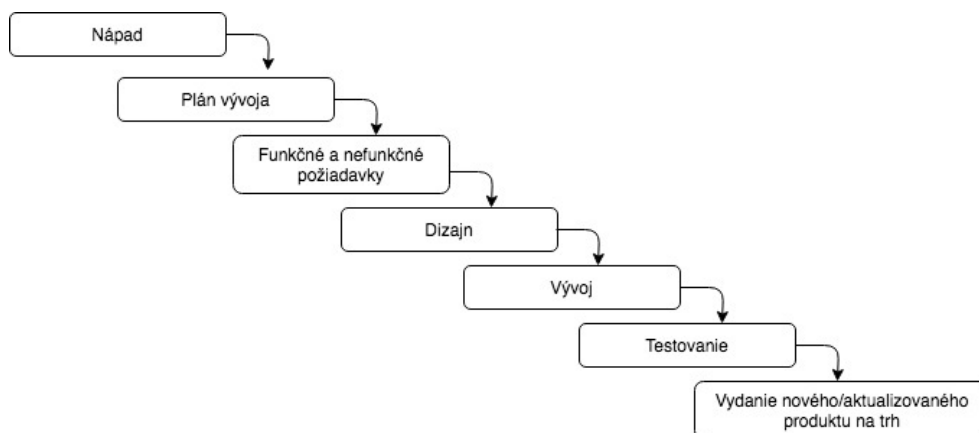 Nápad
Plán vývoja
Funkčné a nefunkčné
požiadavky
Dizajn
Vývoj
Testovanie
Vydanie nového/aktualizovaného
produktu na trh